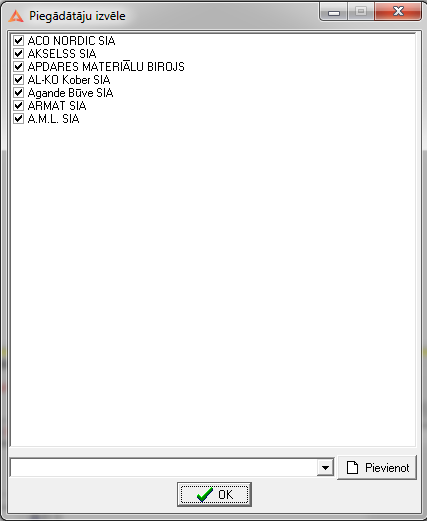 Piegādātāju izvēle
ACO NORDIC SIA
AKSELSS SIA
APDARES MATERIĀLU BIROJS
AL-KO Kober SIA
Agande Būve SIA
ARMAT SIA
A.M.L. SIA
Pievienot
OK